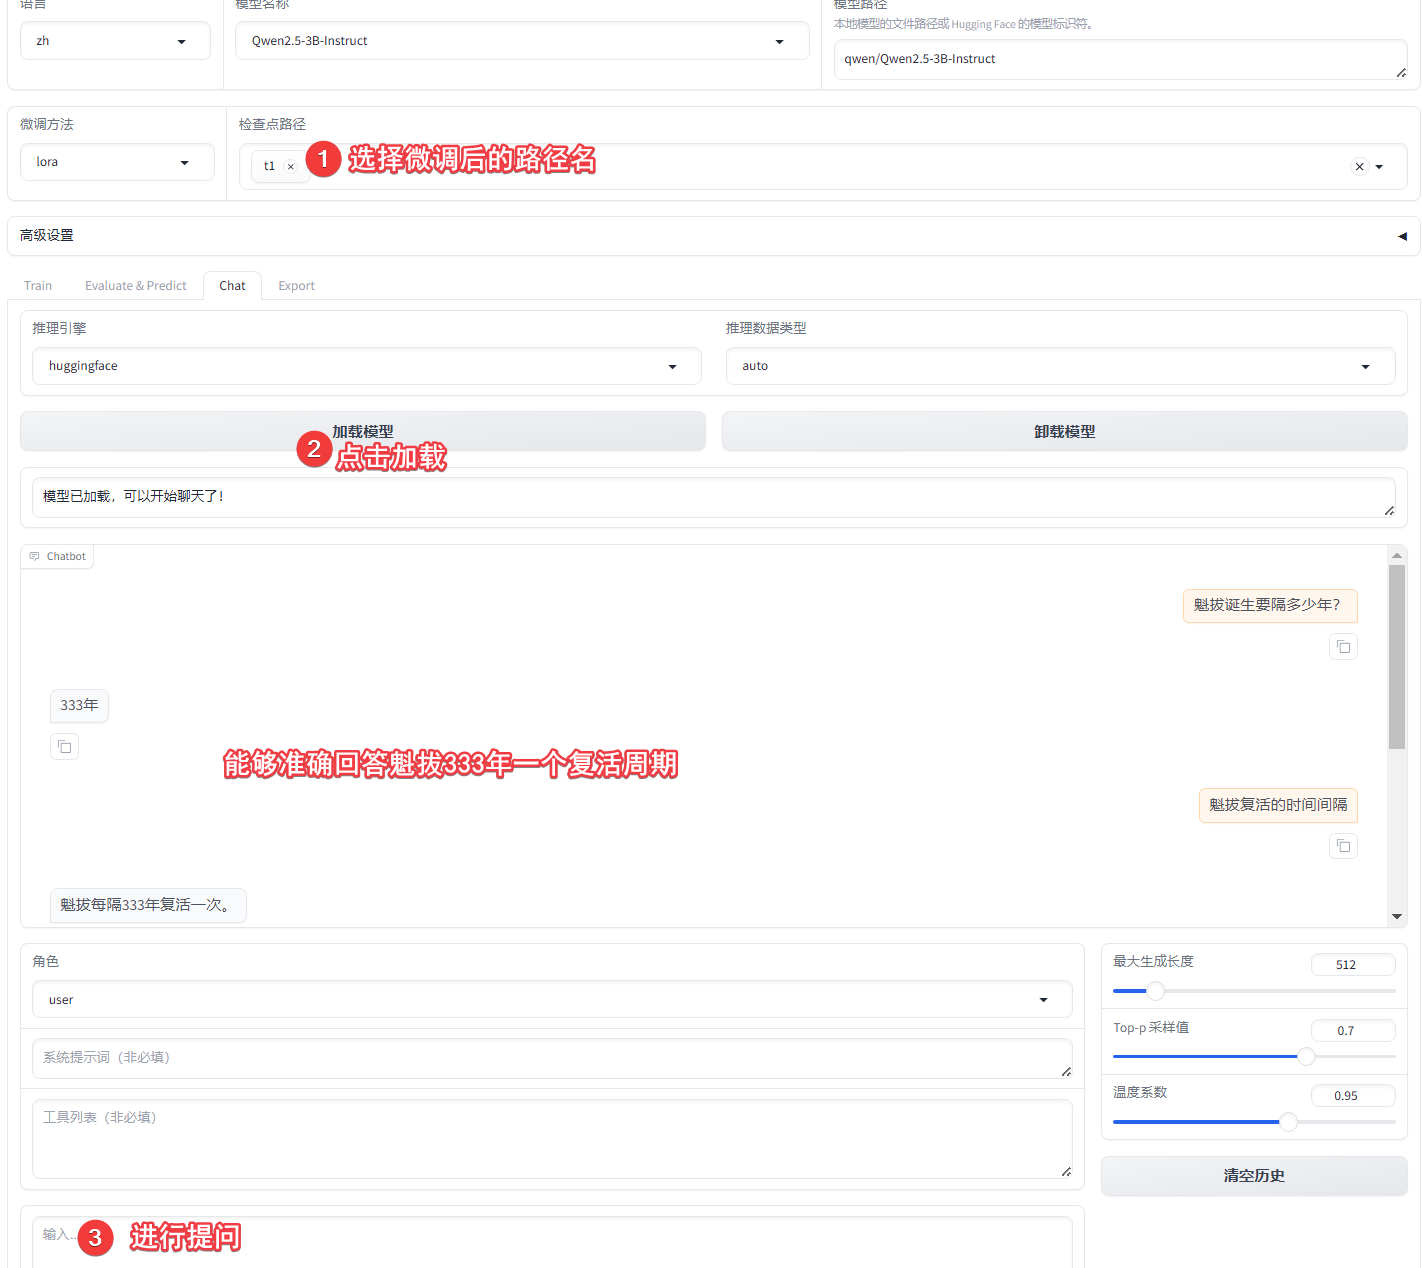 语言
模型名称
模型路径
本地模型的文件路径或 Hugging Face 的模型标识符。
zh
Qwen2.5-3B-Instruct
qwen/Qwen2.5-3B-Instruct
微调方法
检查点路径
lora
t1 ×
1 选择微调后的路径名
高级设置
Train
Evaluate & Predict
Chat
Export
推理引擎
推理数据类型
huggingface
auto
加载模型
卸载模型
2 点击加载
模型已加载，可以开始聊天了！
Chatbot
魁拔诞生要隔多少年？
333年
能够准确回答魁拔333年一个复活周期
魁拔复活的时间间隔
魁拔每隔333年复活一次。
角色
user
系统提示词（非必填）
工具列表（非必填）
最大生成长度
512
Top-p 采样值
0.7
温度系数
0.95
清空历史
输入...
3 进行提问